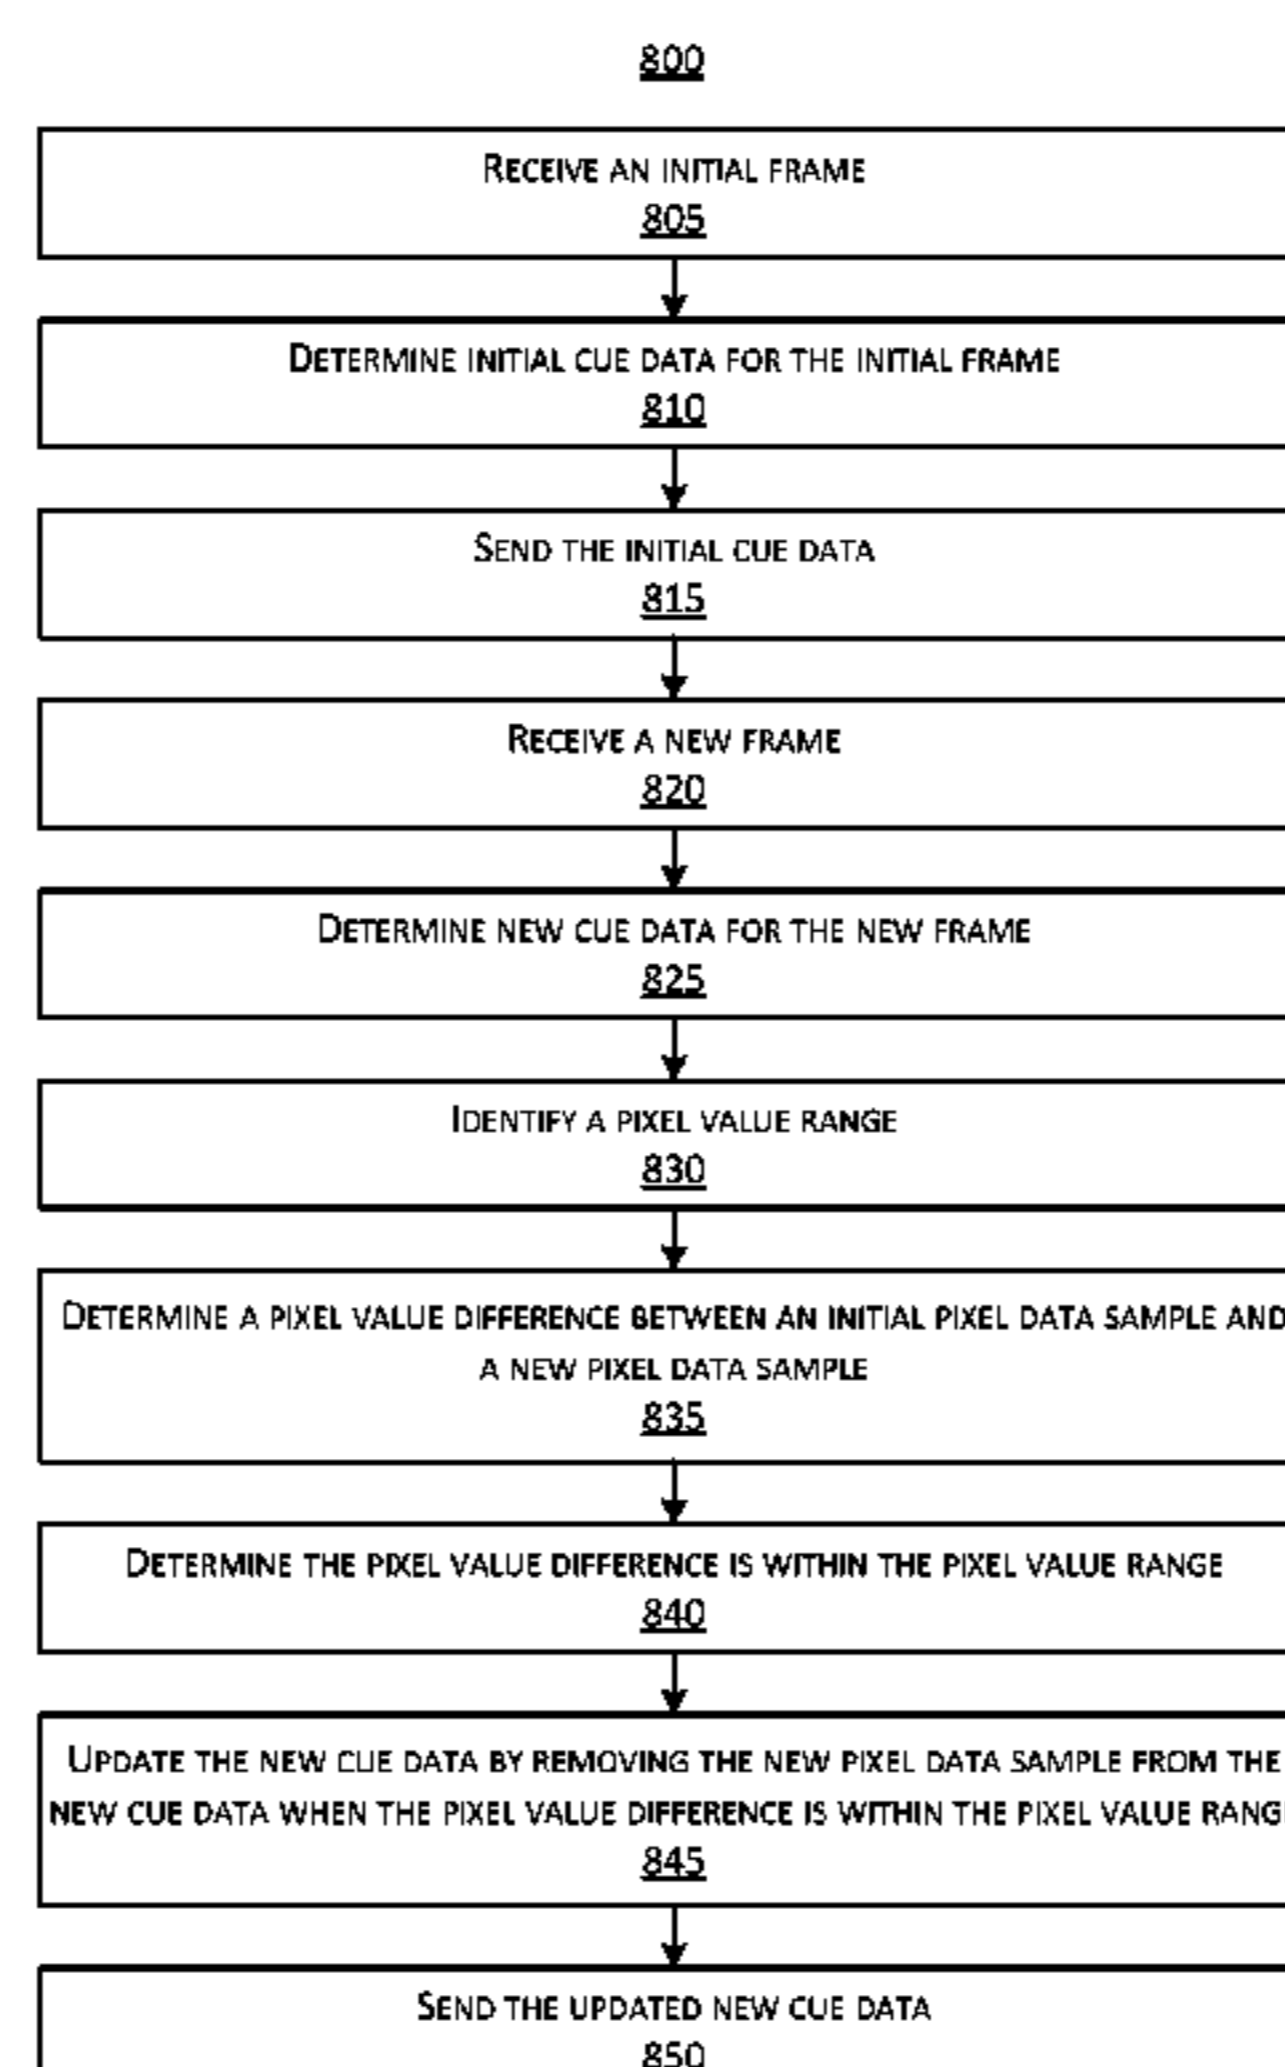 800
RECEIVE AN INITIAL FRAME
805
DETERMINE INITIAL CUE DATA FOR THE INITIAL FRAME
810
SEND THE INITIAL CUE DATA
815
RECEIVE A NEW FRAME
820
DETERMINE NEW CUE DATA FOR THE NEW FRAME
825
IDENTIFY A PIXEL VALUE RANGE
830
DETERMINE A PIXEL VALUE DIFFERENCE BETWEEN AN INITIAL PIXEL DATA SAMPLE AND
A NEW PIXEL DATA SAMPLE
835
DETERMINE THE PIXEL VALUE DIFFERENCE IS WITHIN THE PIXEL VALUE RANGE
840
UPDATE THE NEW CUE DATA BY REMOVING THE NEW PIXEL DATA SAMPLE FROM THE
NEW CUE DATA WHEN THE PIXEL VALUE DIFFERENCE IS WITHIN THE PIXEL VALUE RANGE
845
SEND THE UPDATED NEW CUE DATA
850